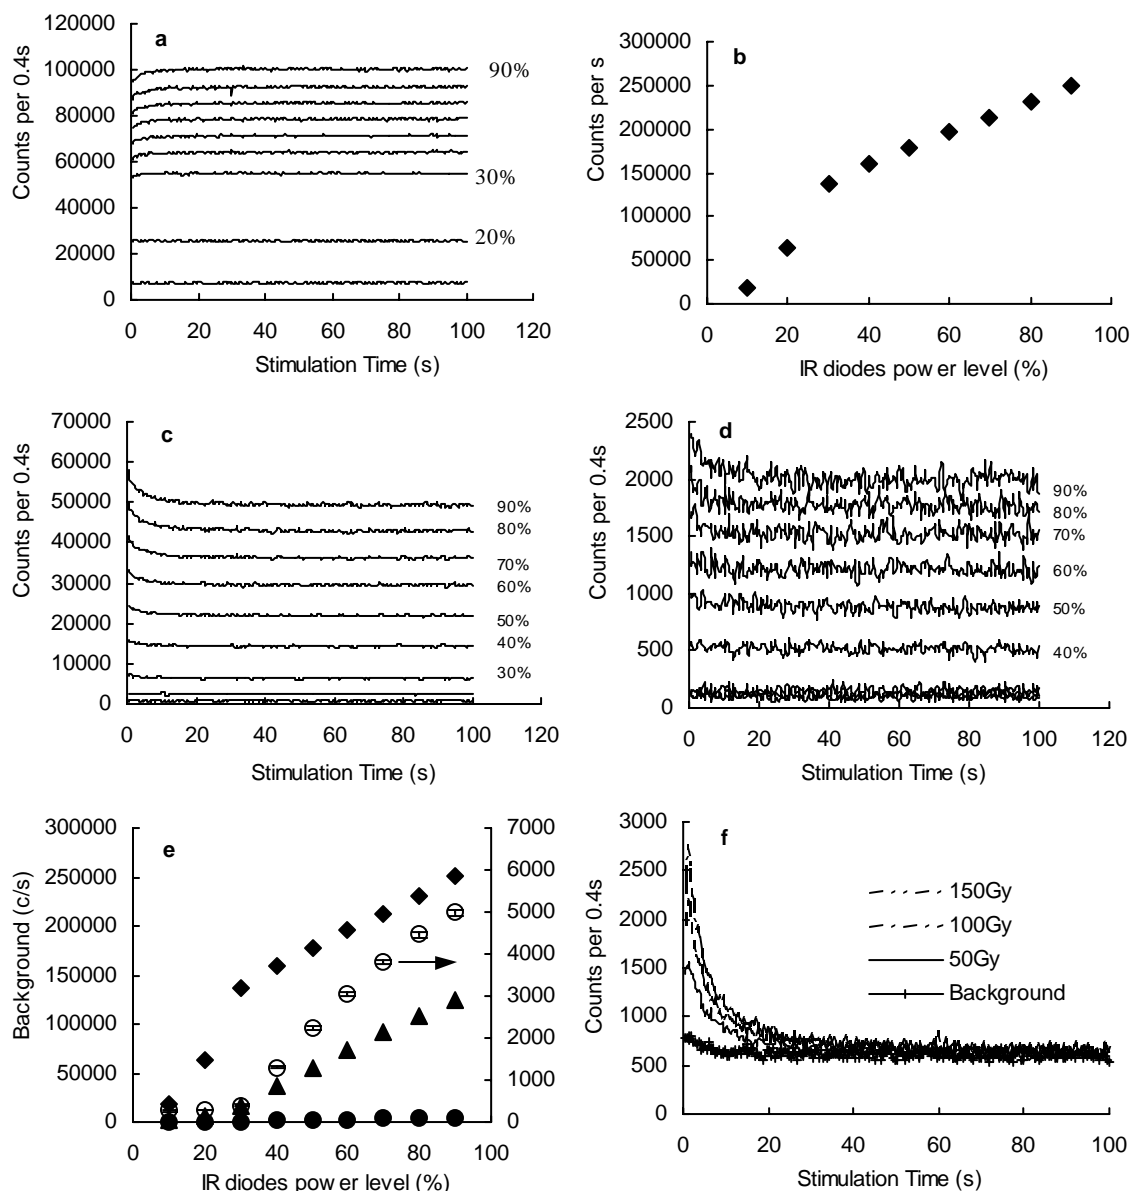 a
Counts per 0.4s
120000
100000
80000
60000
40000
20000
0
90%
30%
20%
0 20 40 60 80 100 120
Stimulation Time (s)
b
Counts per s
300000
250000
200000
150000
100000
50000
0
0 20 40 60 80 100
IR diodes power level (%)
c
Counts per 0.4s
70000
60000
50000
40000
30000
20000
10000
0
90%
80%
70%
60%
50%
40%
30%
0 20 40 60 80 100 120
Stimulation Time (s)
d
Counts per 0.4s
2500
2000
1500
1000
500
0
90%
80%
70%
60%
50%
40%
0 20 40 60 80 100 120
Stimulation Time (s)
e
Background (c/s)
300000
250000
200000
150000
100000
50000
0
7000
6000
5000
4000
3000
2000
1000
0
0 20 40 60 80 100
IR diodes power level (%)
f
Counts per 0.4s
3000
2500
2000
1500
1000
500
0
150Gy
100Gy
50Gy
Background
0 20 40 60 80 100
Stimulation Time (s)